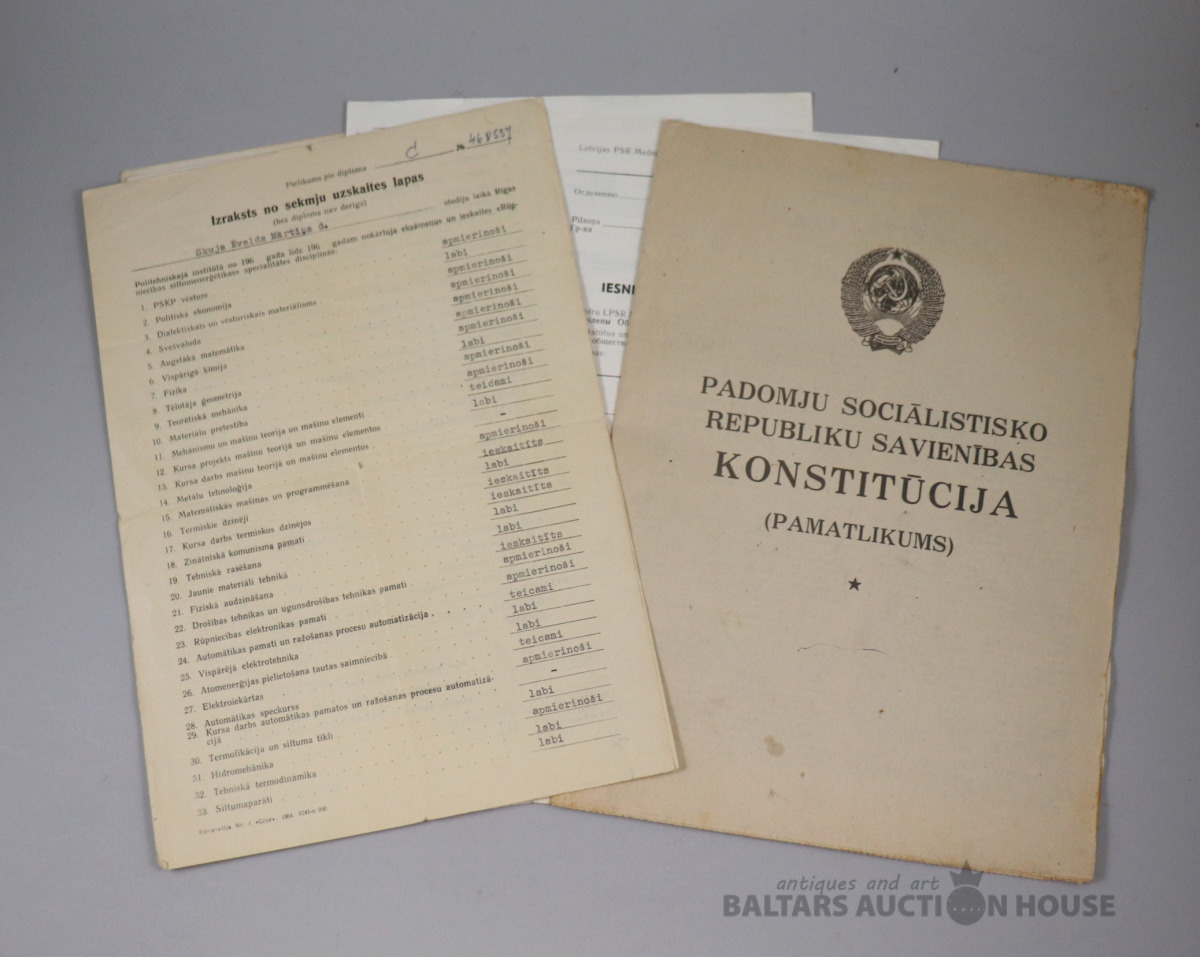 Pielikums pie diploma C № 468557
Izraksts no sekmju uzskaites lapas
(bez diploma nav derīgs)
Skuja Evalds Mārtiņa d. studiju laikā Rīgas
Politehniskajā institūtā no 196 gada līdz 196 gadam nokārtoja eksāmenus un ieskaites «Rūp-
niecības siltumenerģētikas» specialitātes disciplīnās:
1. PSKP vēsture apmierinoši
2. Politiskā ekonomija labi
3. Dialektiskais un vēsturiskais materiālisms apmierinoši
4. Svešvaloda apmierinoši
5. Augstākā matemātika apmierinoši
6. Vispārīgā ķīmija apmierinoši
7. Fizika apmierinoši
8. Tēlotāja ģeometrija labi
9. Teorētiskā mehānika apmierinoši
10. Materiālu pretestība apmierinoši
11. Mehānismu un mašīnu teorija un mašīnu elementi teicami
12. Kursa projekts mašīnu teorijā un mašīnu elementos labi
13. Kursa darbs mašīnu teorijā un mašīnu elementos –
14. Metālu tehnoloģija apmierinoši
15. Matemātiskās mašīnas un programmēšana ieskaitīts
16. Termiskie dzinēji labi
17. Kursa darbs termiskos dzinējos ieskaitīts
18. Zinātniskā komunisma pamati ieskaitīts
19. Tehniskā rasēšana labi
20. Jaunie materiāli tehnikā labi
21. Fiziskā audzināšana ieskaitīts
22. Drošības tehnikas un ugunsdrošības tehnikas pamati apmierinoši
23. Rūpniecības elektronikas pamati apmierinoši
24. Automātikas pamati un ražošanas procesu automatizācija teicami
25. Vispārējā elektrotehnika labi
26. Atomenerģijas pielietošana tautas saimniecībā labi
27. Elektroiekārtas teicami
28. Automātikas speckurss apmierinoši
29. Kursa darbs automātikas pamatos un ražošanas procesu automatizā-
cijā –
30. Termofikācija un siltuma tīkli labi
31. Hidromehānika apmierinoši
32. Tehniskā termodinamika labi
33. Siltumaparāti labi
Latvijas PSR
Отделению
Pilsoņa
Гр-на
IESNI
LPSR
PADOMJU SOCIĀLISTISKO
REPUBLIKU SAVIENĪBAS
KONSTITŪCIJA
(PAMATLIKUMS)
antiques and art
BALTARS AUCTION HOUSE